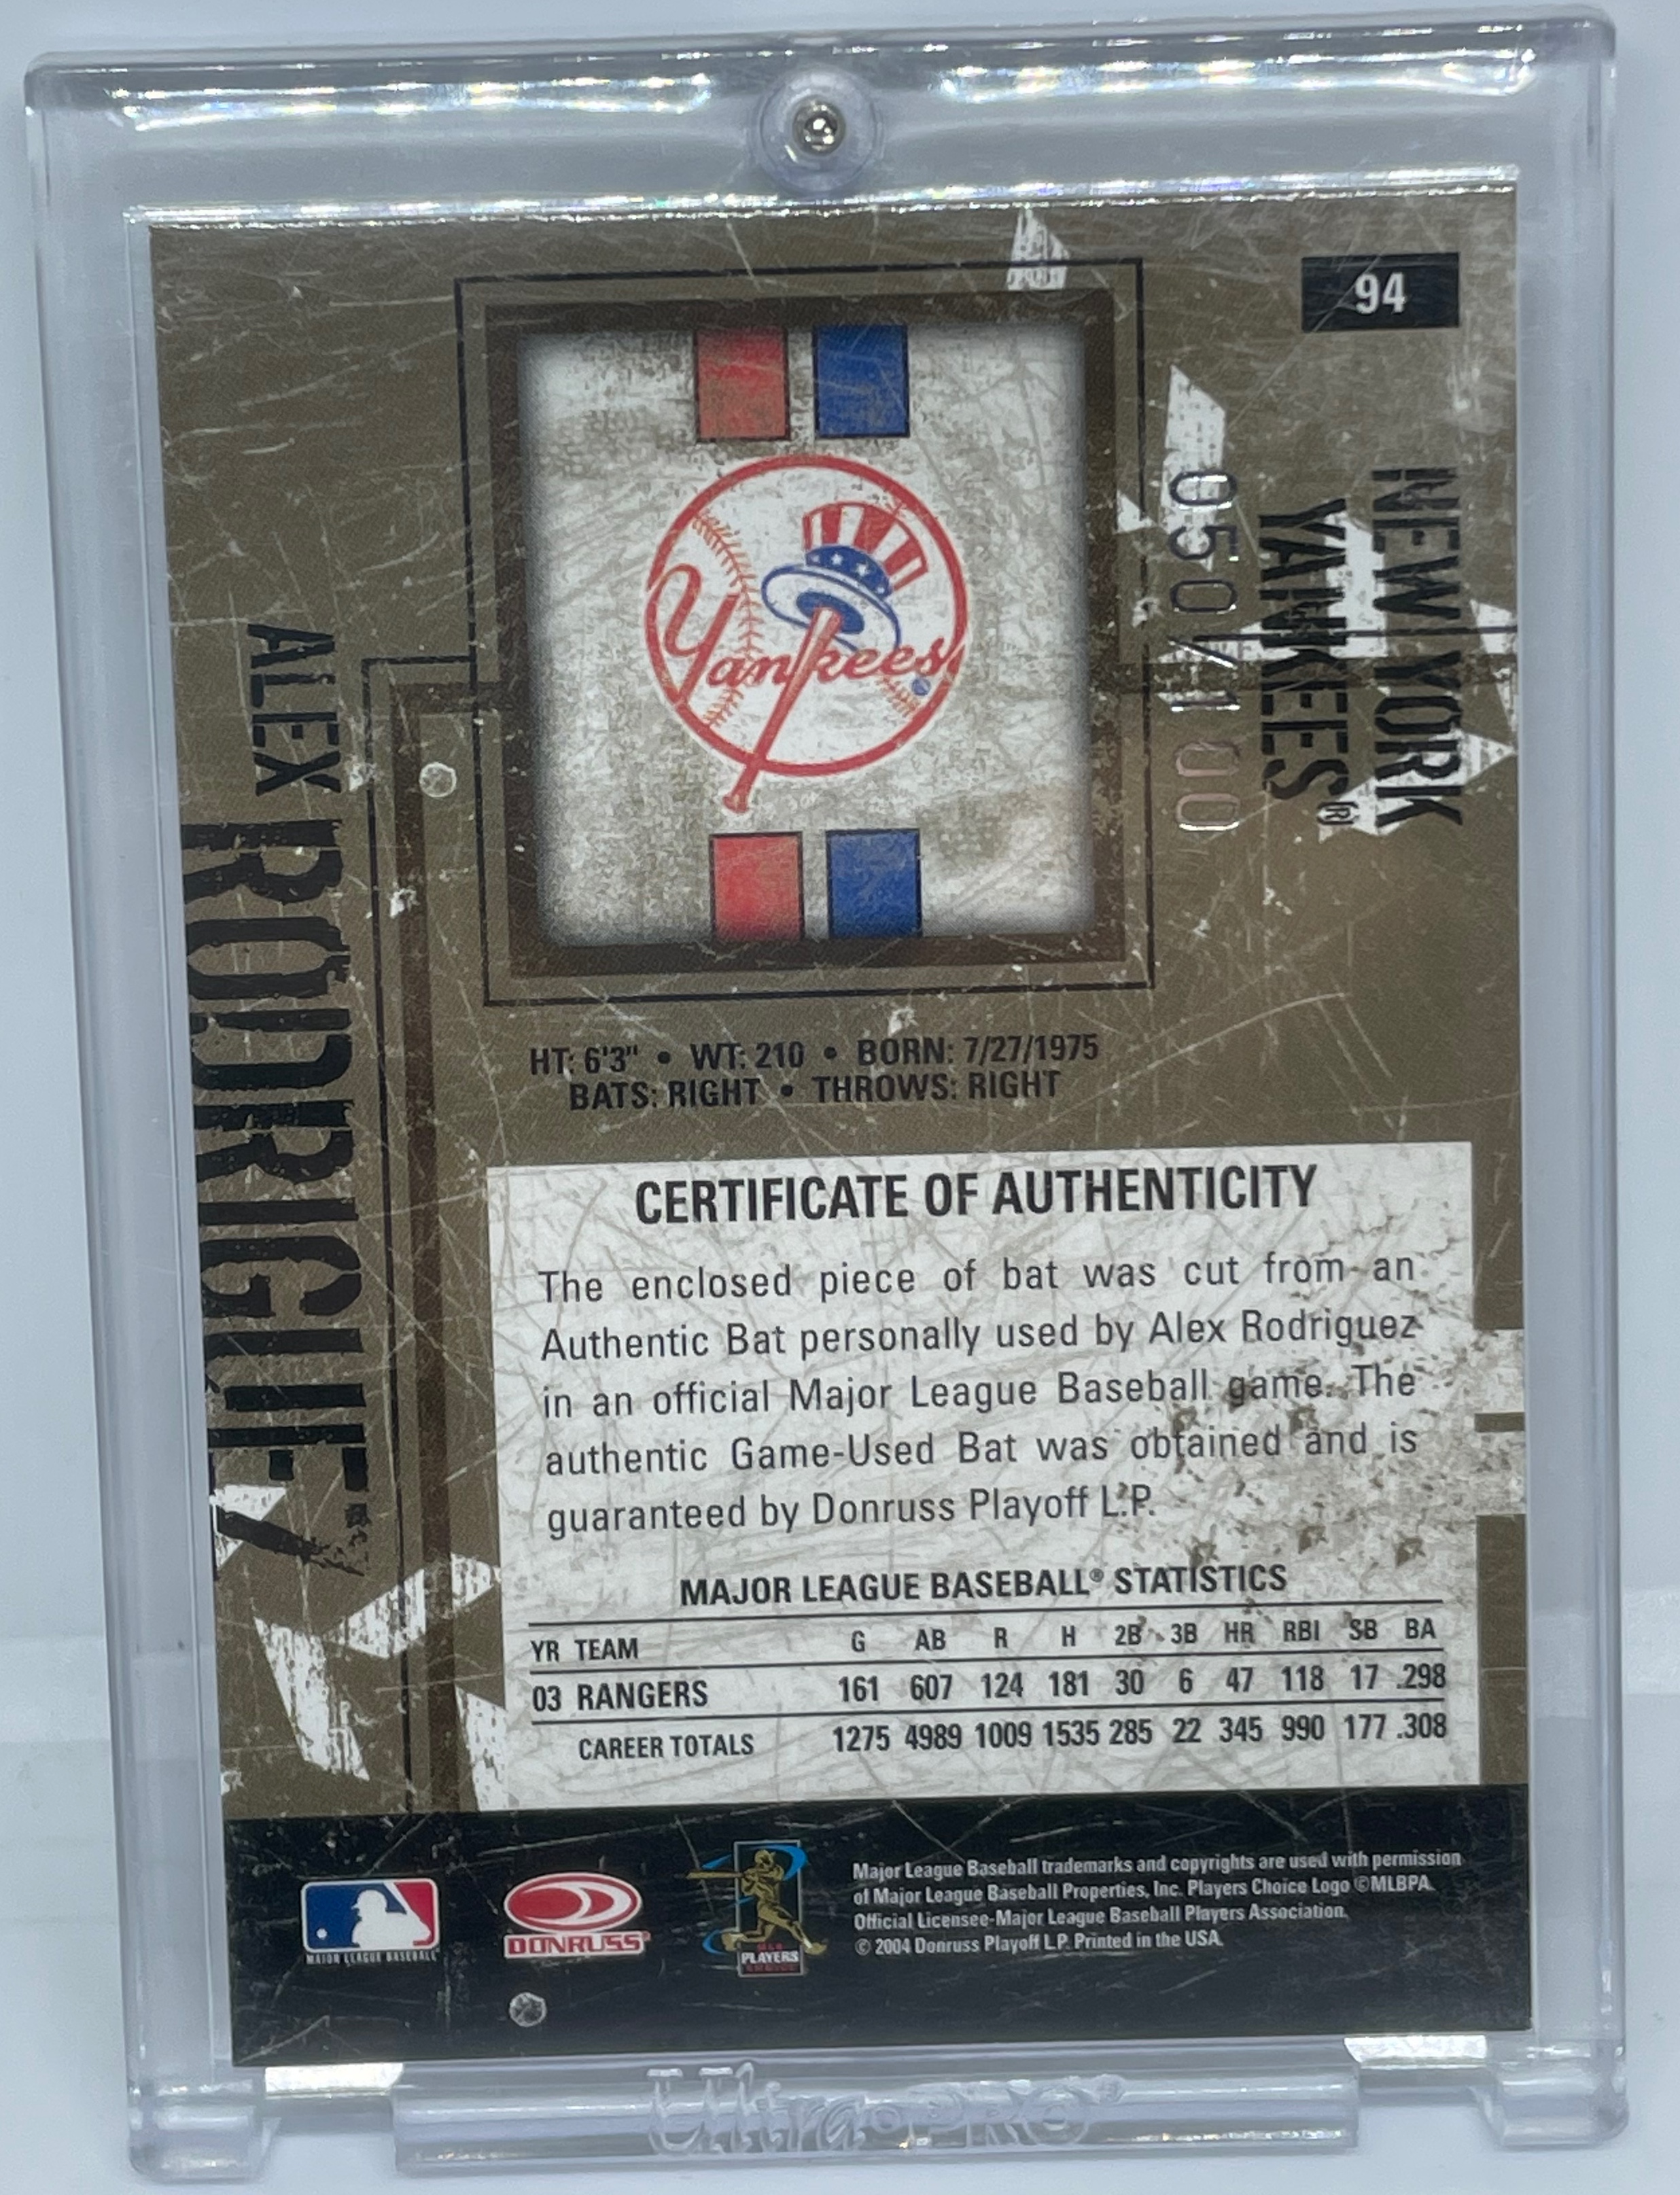 94
NEW YORK
YANKEES®
050/100
Yankees
ALEX
RODRIGUEZ
HT: 6'3" • WT: 210 • BORN: 7/27/1975
BATS: RIGHT • THROWS: RIGHT
CERTIFICATE OF AUTHENTICITY
The enclosed piece of bat was cut from an
Authentic Bat personally used by Alex Rodriguez
in an official Major League Baseball game. The
authentic Game-Used Bat was obtained and is
guaranteed by Donruss Playoff L.P.
MAJOR LEAGUE BASEBALL® STATISTICS
YR TEAM G AB R H 2B 3B HR RBI SB BA
03 RANGERS 161 607 124 181 30 6 47 118 17 .298
CAREER TOTALS 1275 4989 1009 1535 285 22 345 990 177 .308
MAJOR LEAGUE BASEBALL
DONRUSS®
PLAYERS
CHOICE
Major League Baseball trademarks and copyrights are used with permission
of Major League Baseball Properties, Inc. Players Choice Logo ©MLBPA.
Official Licensee-Major League Baseball Players Association.
© 2004 Donruss Playoff L.P. Printed in the USA.
Ultra•PRO®